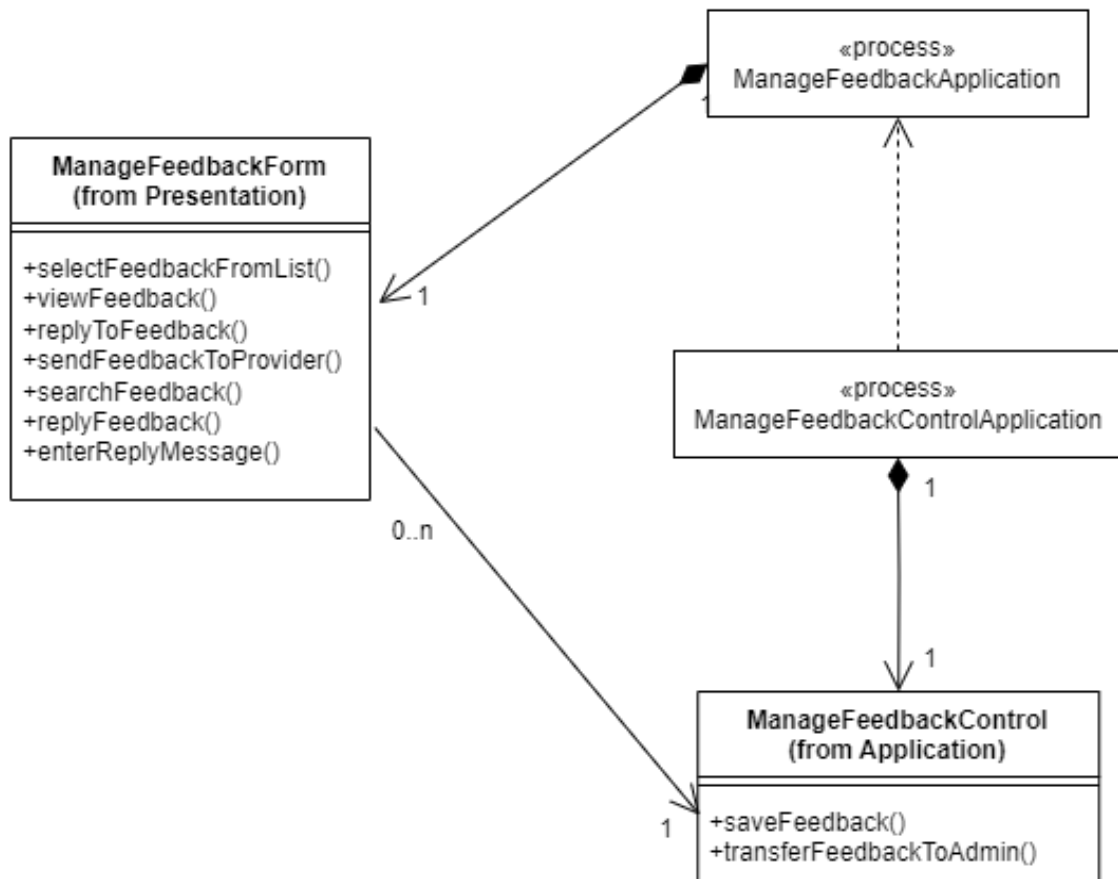 «process»
ManageFeedbackApplication
1
ManageFeedbackForm
(from Presentation)
+selectFeedbackFromList()
+viewFeedback()
+replyToFeedback()
+sendFeedbackToProvider()
+searchFeedback()
+replyFeedback()
+enterReplyMessage()
1
«process»
ManageFeedbackControlApplication
1
0..n
1
ManageFeedbackControl
(from Application)
1
+saveFeedback()
+transferFeedbackToAdmin()